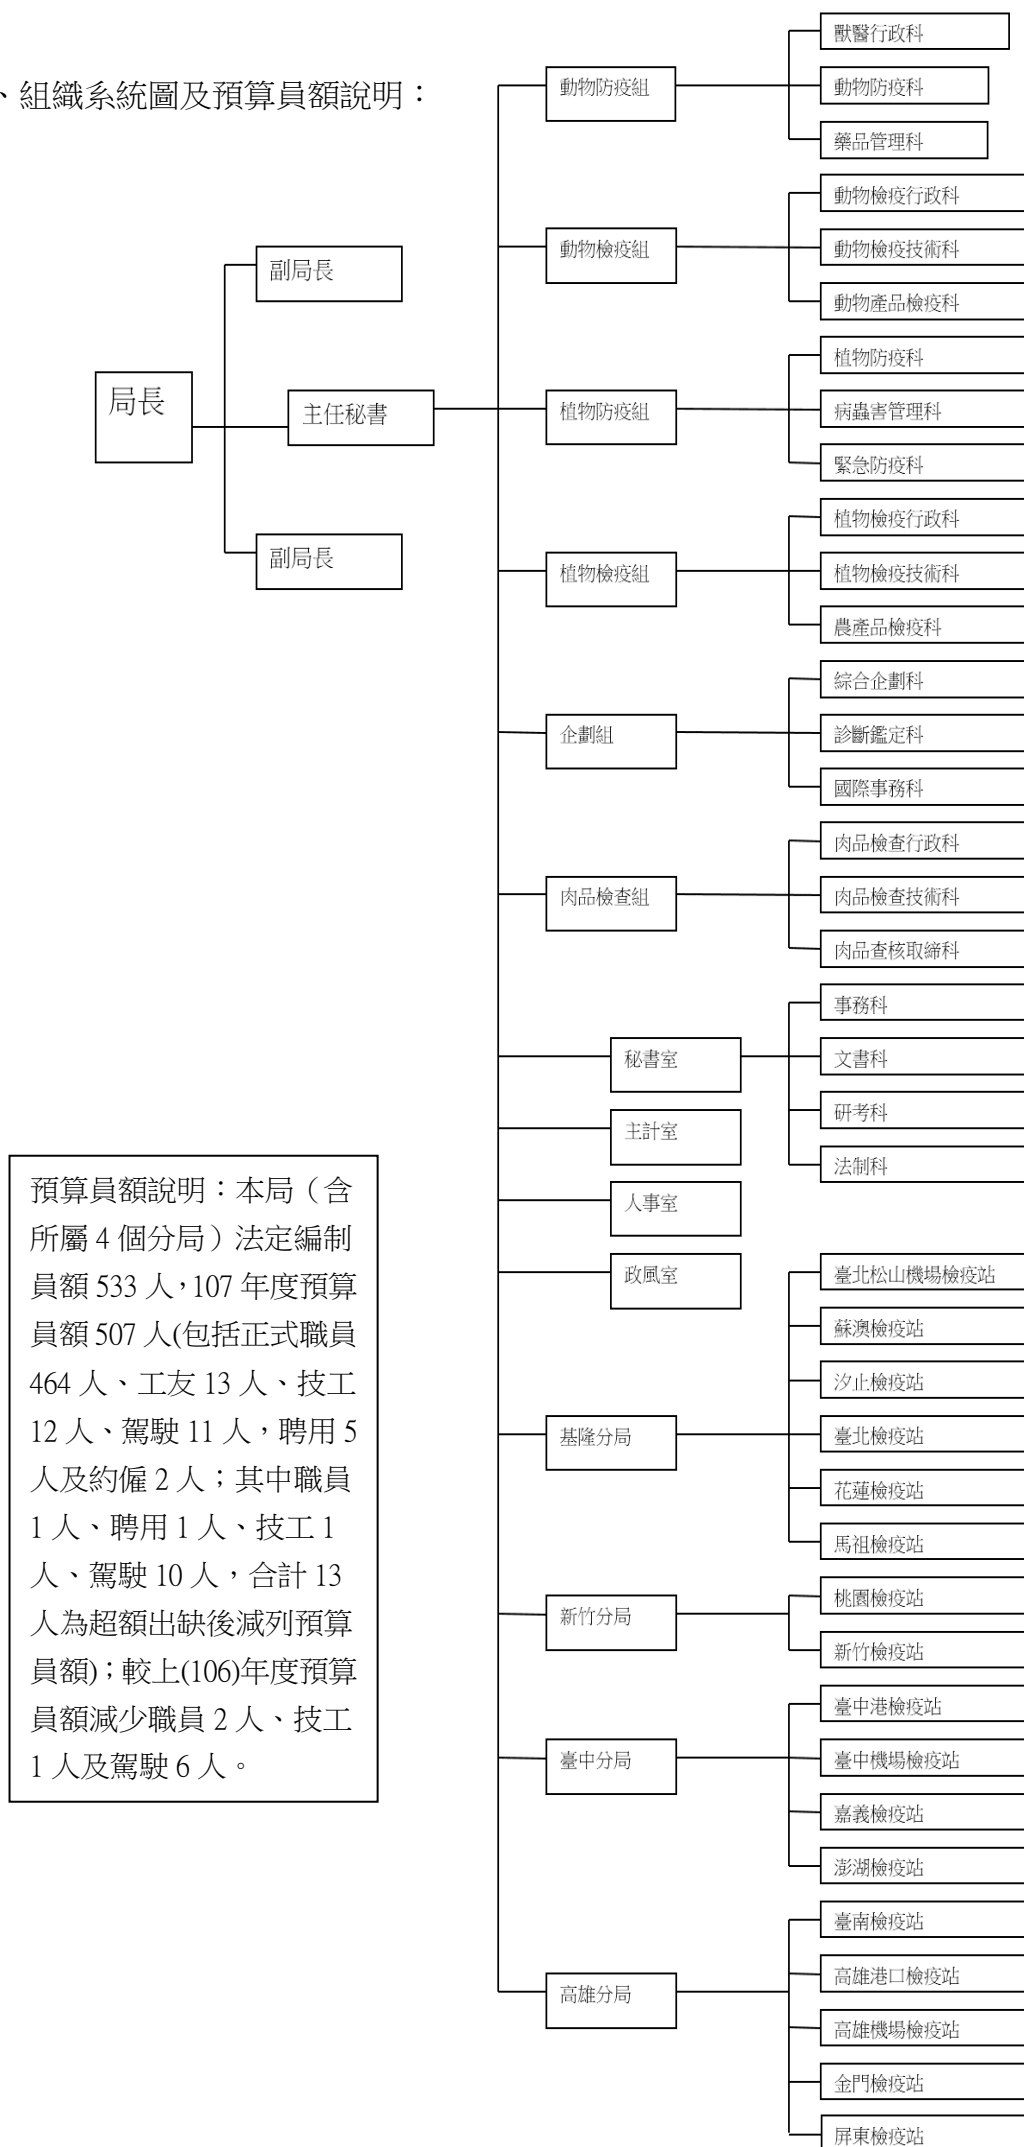 、組織系統圖及預算員額說明：
局長
副局長
主任秘書
副局長
動物防疫組
獸醫行政科
動物防疫科
藥品管理科
動物檢疫組
動物檢疫行政科
動物檢疫技術科
動物產品檢疫科
植物防疫組
植物防疫科
病蟲害管理科
緊急防疫科
植物檢疫組
植物檢疫行政科
植物檢疫技術科
農產品檢疫科
企劃組
綜合企劃科
診斷鑑定科
國際事務科
肉品檢查組
肉品檢查行政科
肉品檢查技術科
肉品查核取締科
秘書室
事務科
文書科
研考科
法制科
主計室
人事室
政風室
基隆分局
臺北松山機場檢疫站
蘇澳檢疫站
汐止檢疫站
臺北檢疫站
花蓮檢疫站
馬祖檢疫站
新竹分局
桃園檢疫站
新竹檢疫站
臺中分局
臺中港檢疫站
臺中機場檢疫站
嘉義檢疫站
澎湖檢疫站
高雄分局
臺南檢疫站
高雄港口檢疫站
高雄機場檢疫站
金門檢疫站
屏東檢疫站
預算員額說明：本局（含
所屬 4 個分局）法定編制
員額 533 人，107 年度預算
員額 507 人(包括正式職員
464 人、工友 13 人、技工
12 人、駕駛 11 人，聘用 5
人及約僱 2 人；其中職員
1 人、聘用 1 人、技工 1
人、駕駛 10 人，合計 13
人為超額出缺後減列預算
員額)；較上(106)年度預算
員額減少職員 2 人、技工
1 人及駕駛 6 人。